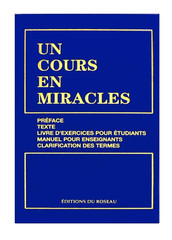 UN
COURS
EN
MIRACLES
PRÉFACE
TEXTE
LIVRE D'EXERCICES POUR ÉTUDIANTS
MANUEL POUR ENSEIGNANTS
CLARIFICATION DES TERMES
ÉDITIONS DU ROSEAU